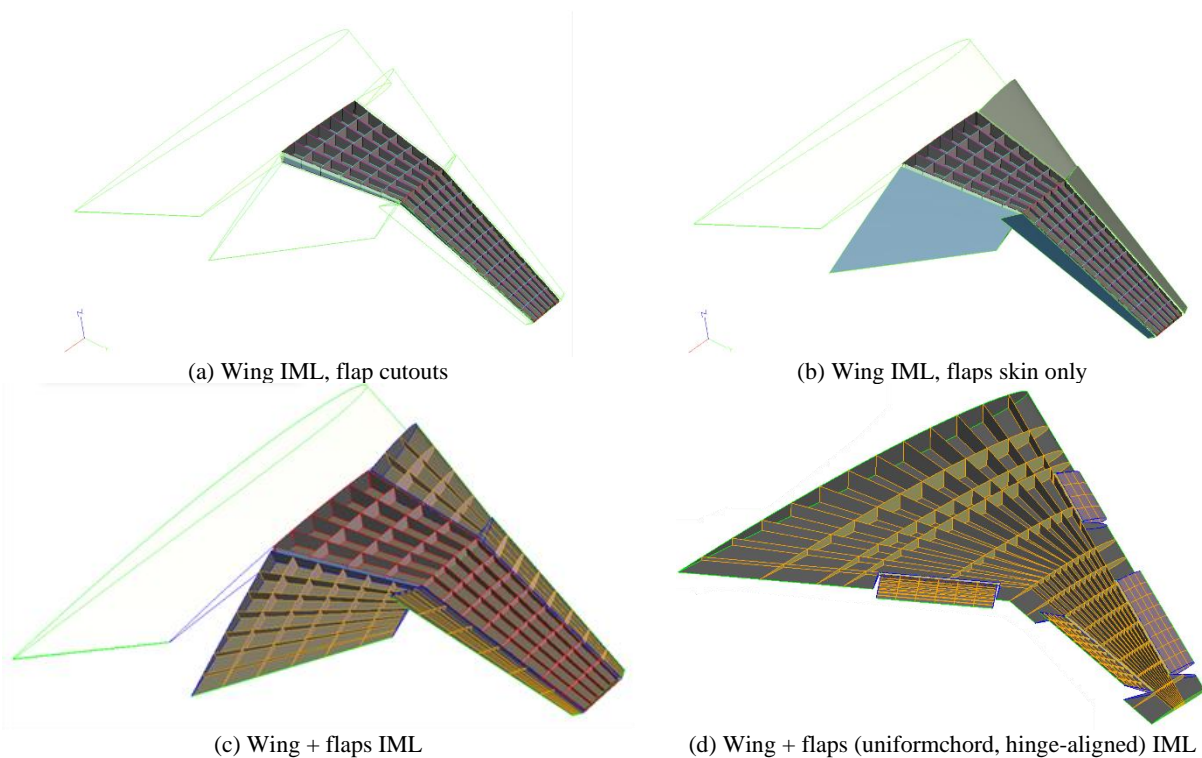 (a) Wing IML, flap cutouts
(b) Wing IML, flaps skin only
(c) Wing + flaps IML
(d) Wing + flaps (uniformchord, hinge-aligned) IML